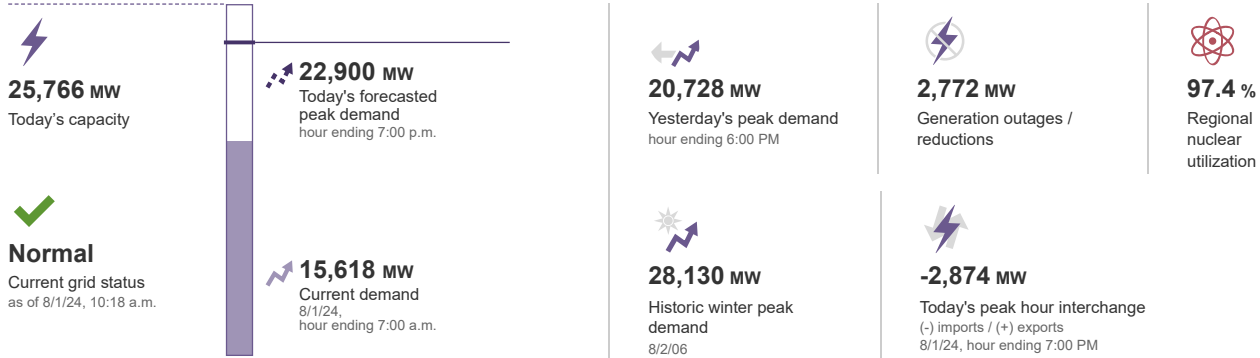 25,766 MW
Today's capacity
Normal
Current grid status
as of 8/1/24, 10:18 a.m.
22,900 MW
Today's forecasted
peak demand
hour ending 7:00 p.m.
15,618 MW
Current demand
8/1/24,
hour ending 7:00 a.m.
20,728 MW
Yesterday's peak demand
hour ending 6:00 PM
2,772 MW
Generation outages /
reductions
97.4 %
Regional
nuclear
utilization
28,130 MW
Historic winter peak
demand
8/2/06
-2,874 MW
Today's peak hour interchange
(-) imports / (+) exports
8/1/24, hour ending 7:00 PM